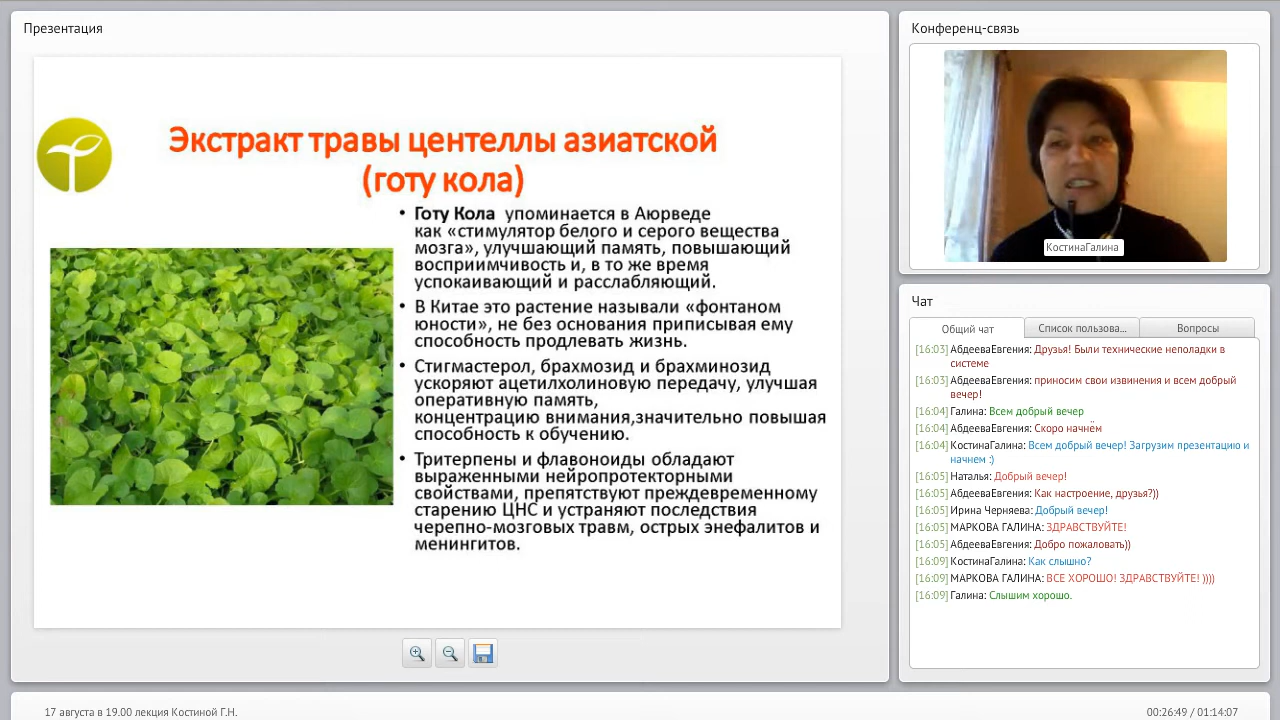 Презентация
Экстракт травы центеллы азиатской
(готу кола)
• Готу Кола упоминается в Аюрведе
как «стимулятор белого и серого вещества
мозга», улучшающий память, повышающий
восприимчивость и, в то же время
успокаивающий и расслабляющий.
• В Китае это растение называли «фонтаном
юности», не без основания приписывая ему
способность продлевать жизнь.
• Стигмастерол, брахмозид и брахминозид
ускоряют ацетилхолиновую передачу, улучшая
оперативную память,
концентрацию внимания,значительно повышая
способность к обучению.
• Тритерпены и флавоноиды обладают
выраженными нейропротекторными
свойствами, препятствуют преждевременному
старению ЦНС и устраняют последствия
черепно-мозговых травм, острых энефалитов и
менингитов.
Конференц-связь
КостинаГалина
Чат
Общий чат
Список пользова...
Вопросы
[16:03] АбдееваЕвгения: Друзья! Были технические неполадки в
системе
[16:03] АбдееваЕвгения: приносим свои извинения и всем добрый
вечер!
[16:04] Галина: Всем добрый вечер
[16:04] АбдееваЕвгения: Скоро начнём
[16:04] КостинаГалина: Всем добрый вечер! Загрузим презентацию и
начнем :)
[16:05] Наталья: Добрый вечер!
[16:05] АбдееваЕвгения: Как настроение, друзья?))
[16:05] Ирина Черняева: Добрый вечер!
[16:05] МАРКОВА ГАЛИНА: ЗДРАВСТВУЙТЕ!
[16:05] АбдееваЕвгения: Добро пожаловать))
[16:09] КостинаГалина: Как слышно?
[16:09] МАРКОВА ГАЛИНА: ВСЕ ХОРОШО! ЗДРАВСТВУЙТЕ! ))))
[16:09] Галина: Слышим хорошо.
17 августа в 19.00 лекция Костиной Г.Н.
00:26:49 / 01:14:07